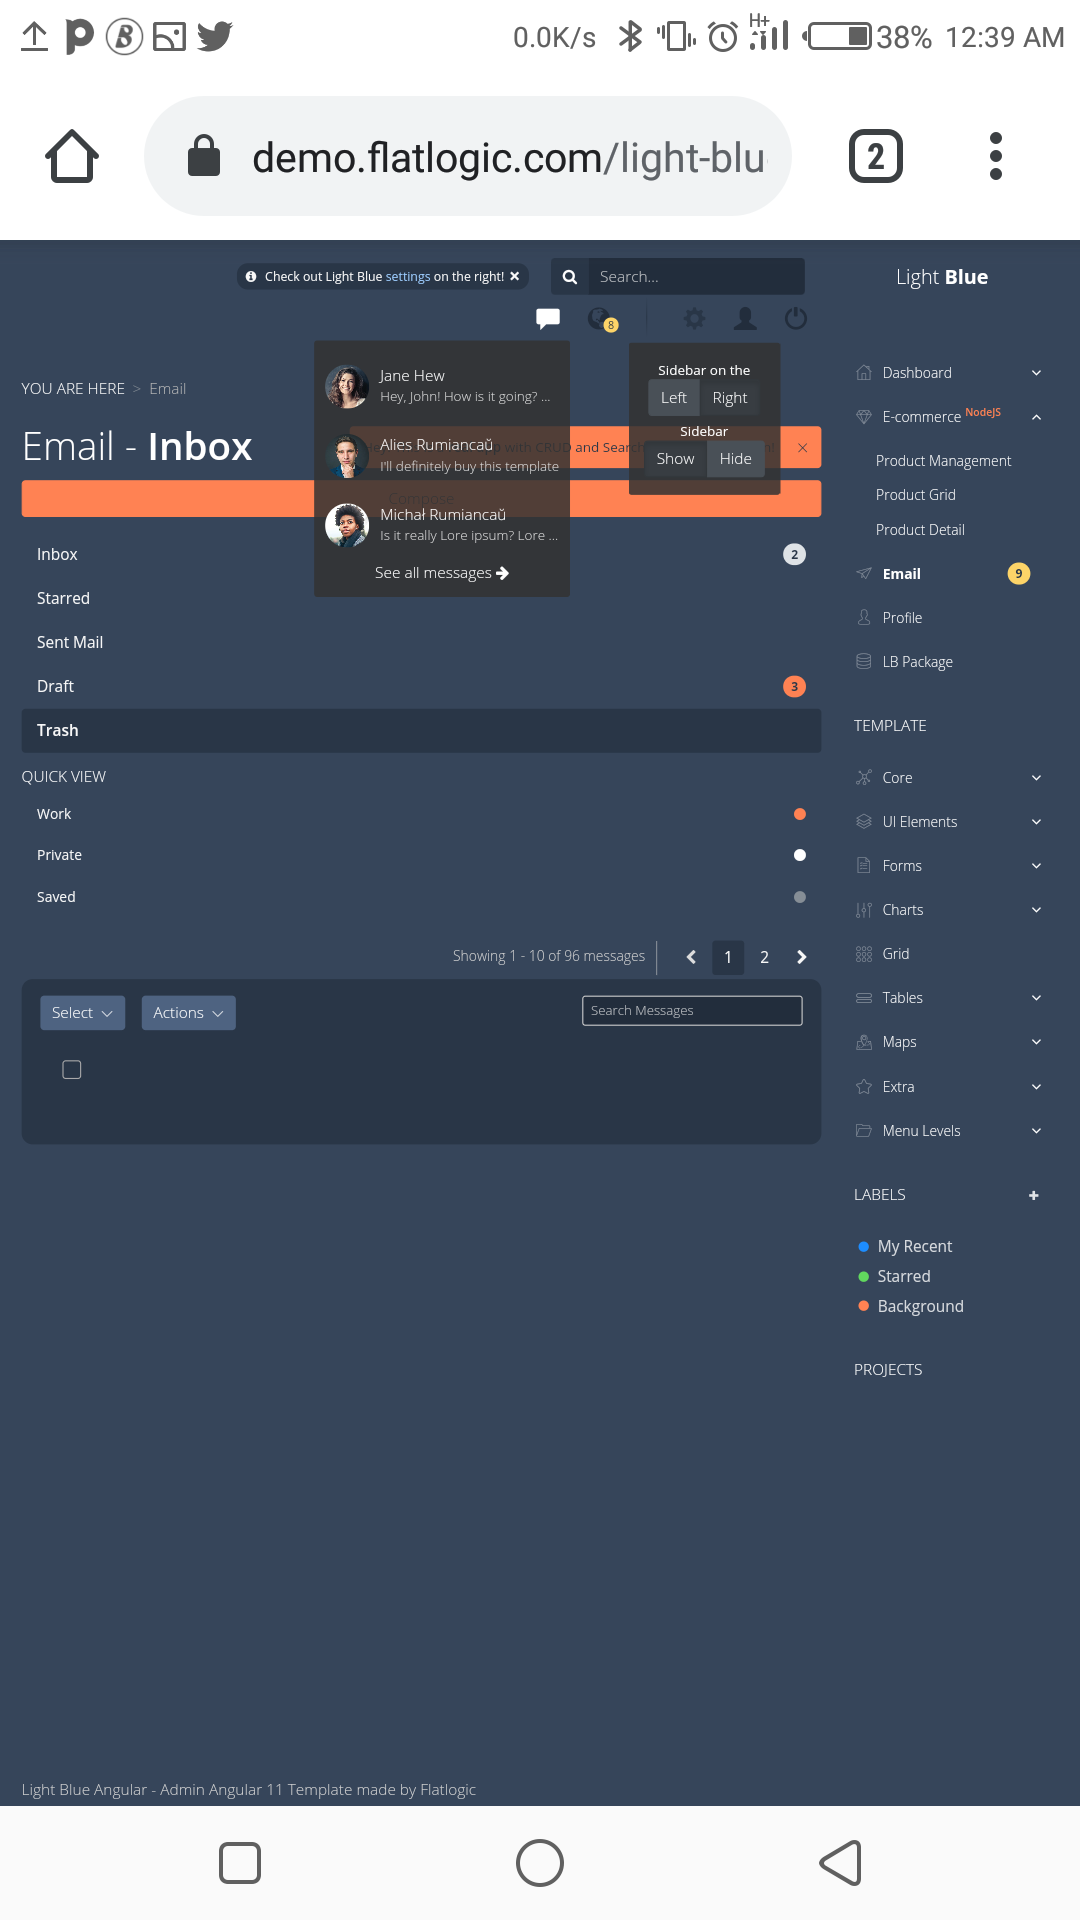 0.0K/s H+ 38% 12:39 AM
demo.flatlogic.com/light-blu
2
Check out Light Blue settings on the right! ×
Search...
Light Blue
8
YOU ARE HERE > Email
Email - Inbox
Jane Hew
Hey, John! How is it going? ...
Alies Rumiancaŭ
I'll definitely buy this template
Michał Rumiancaŭ
Is it really Lore ipsum? Lore ...
See all messages
Sidebar on the
Left Right
Sidebar
Show Hide
with CRUD and Search
Compose
Inbox 2
Starred
Sent Mail
Draft 3
Trash
QUICK VIEW
Work
Private
Saved
Showing 1 - 10 of 96 messages
1 2
Select Actions
Search Messages
Dashboard
E-commerce NodeJS
Product Management
Product Grid
Product Detail
Email 9
Profile
LB Package
TEMPLATE
Core
UI Elements
Forms
Charts
Grid
Tables
Maps
Extra
Menu Levels
LABELS +
My Recent
Starred
Background
PROJECTS
Light Blue Angular - Admin Angular 11 Template made by Flatlogic